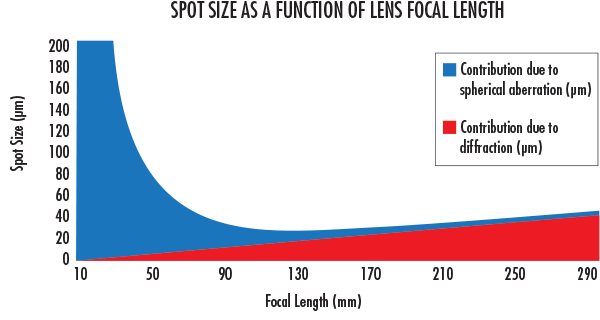 SPOT SIZE AS A FUNCTION OF LENS FOCAL LENGTH
Spot Size (µm)
200
180
160
140
120
100
80
60
40
20
0
10 50 90 130 170 210 250 290
Focal Length (mm)
Contribution due to
spherical aberration (µm)
Contribution due to
diffraction (µm)